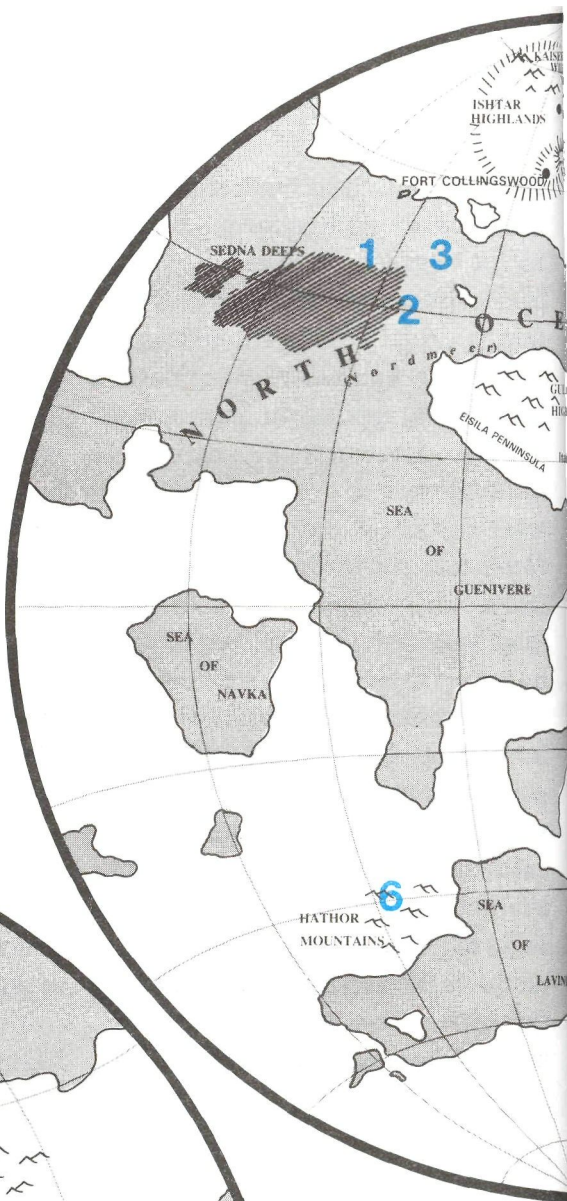 ISHTAR
HIGHLANDS
FORT COLLINGSWOOD
SEDNA DEEPS
1
3
2
NORTH
(Nordmeer)
EISILA PENNINSULA
SEA
OF
GUENIVERE
SEA
OF
NAVKA
6
HATHOR
MOUNTAINS
SEA
OF